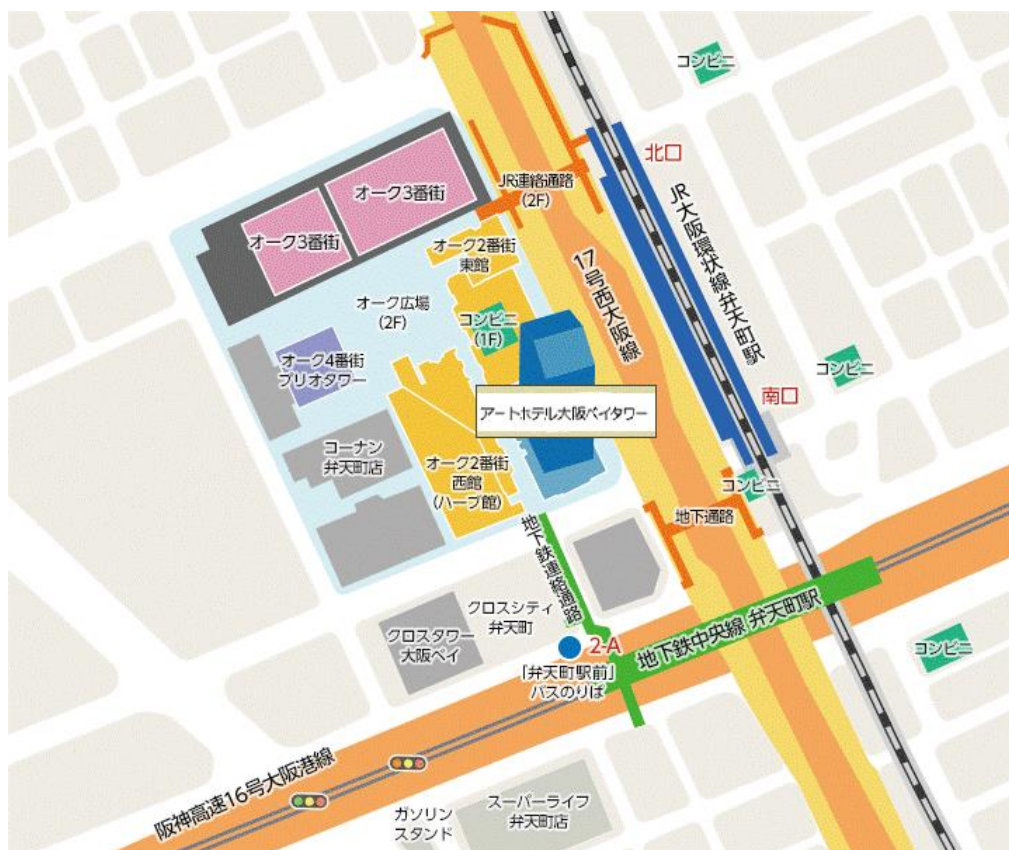 コンビニ
北口
JR大阪環状線弁天町駅
JR連絡通路
(2F)
オーク3番街
オーク3番街
オーク2番街
東館
17号西大阪線
オーク広場
(2F)
コンビニ
(1F)
オーク4番街
プリオタワー
コンビニ
南口
アートホテル大阪ベイタワー
コーナン
弁天町店
オーク2番街
西館
(ハーブ館)
コンビニ
地下通路
地下鉄連絡通路
クロスシティ
弁天町
クロスタワー
大阪ベイ
2-A
地下鉄中央線 弁天町駅
コンビニ
「弁天町駅前」
バスのりば
阪神高速16号大阪港線
ガソリン
スタンド
スーパーライフ
弁天町店